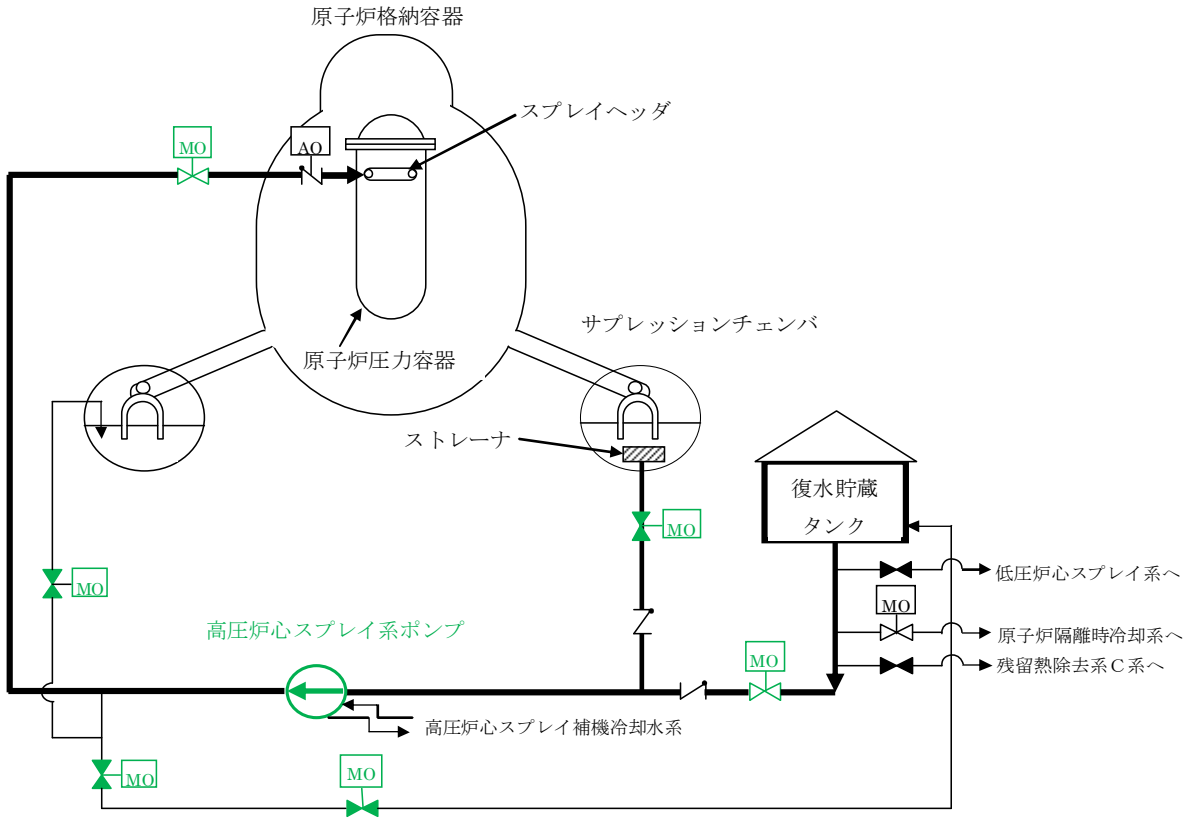 原子炉格納容器
スプレイヘッダ
MO
AO
サプレッションチェンバ
原子炉圧力容器
ストレーナ
復水貯蔵
タンク
MO
低圧炉心スプレイ系へ
MO
MO
高圧炉心スプレイ系ポンプ
原子炉隔離時冷却系へ
MO
残留熱除去系C系へ
高圧炉心スプレイ補機冷却水系
MO
MO